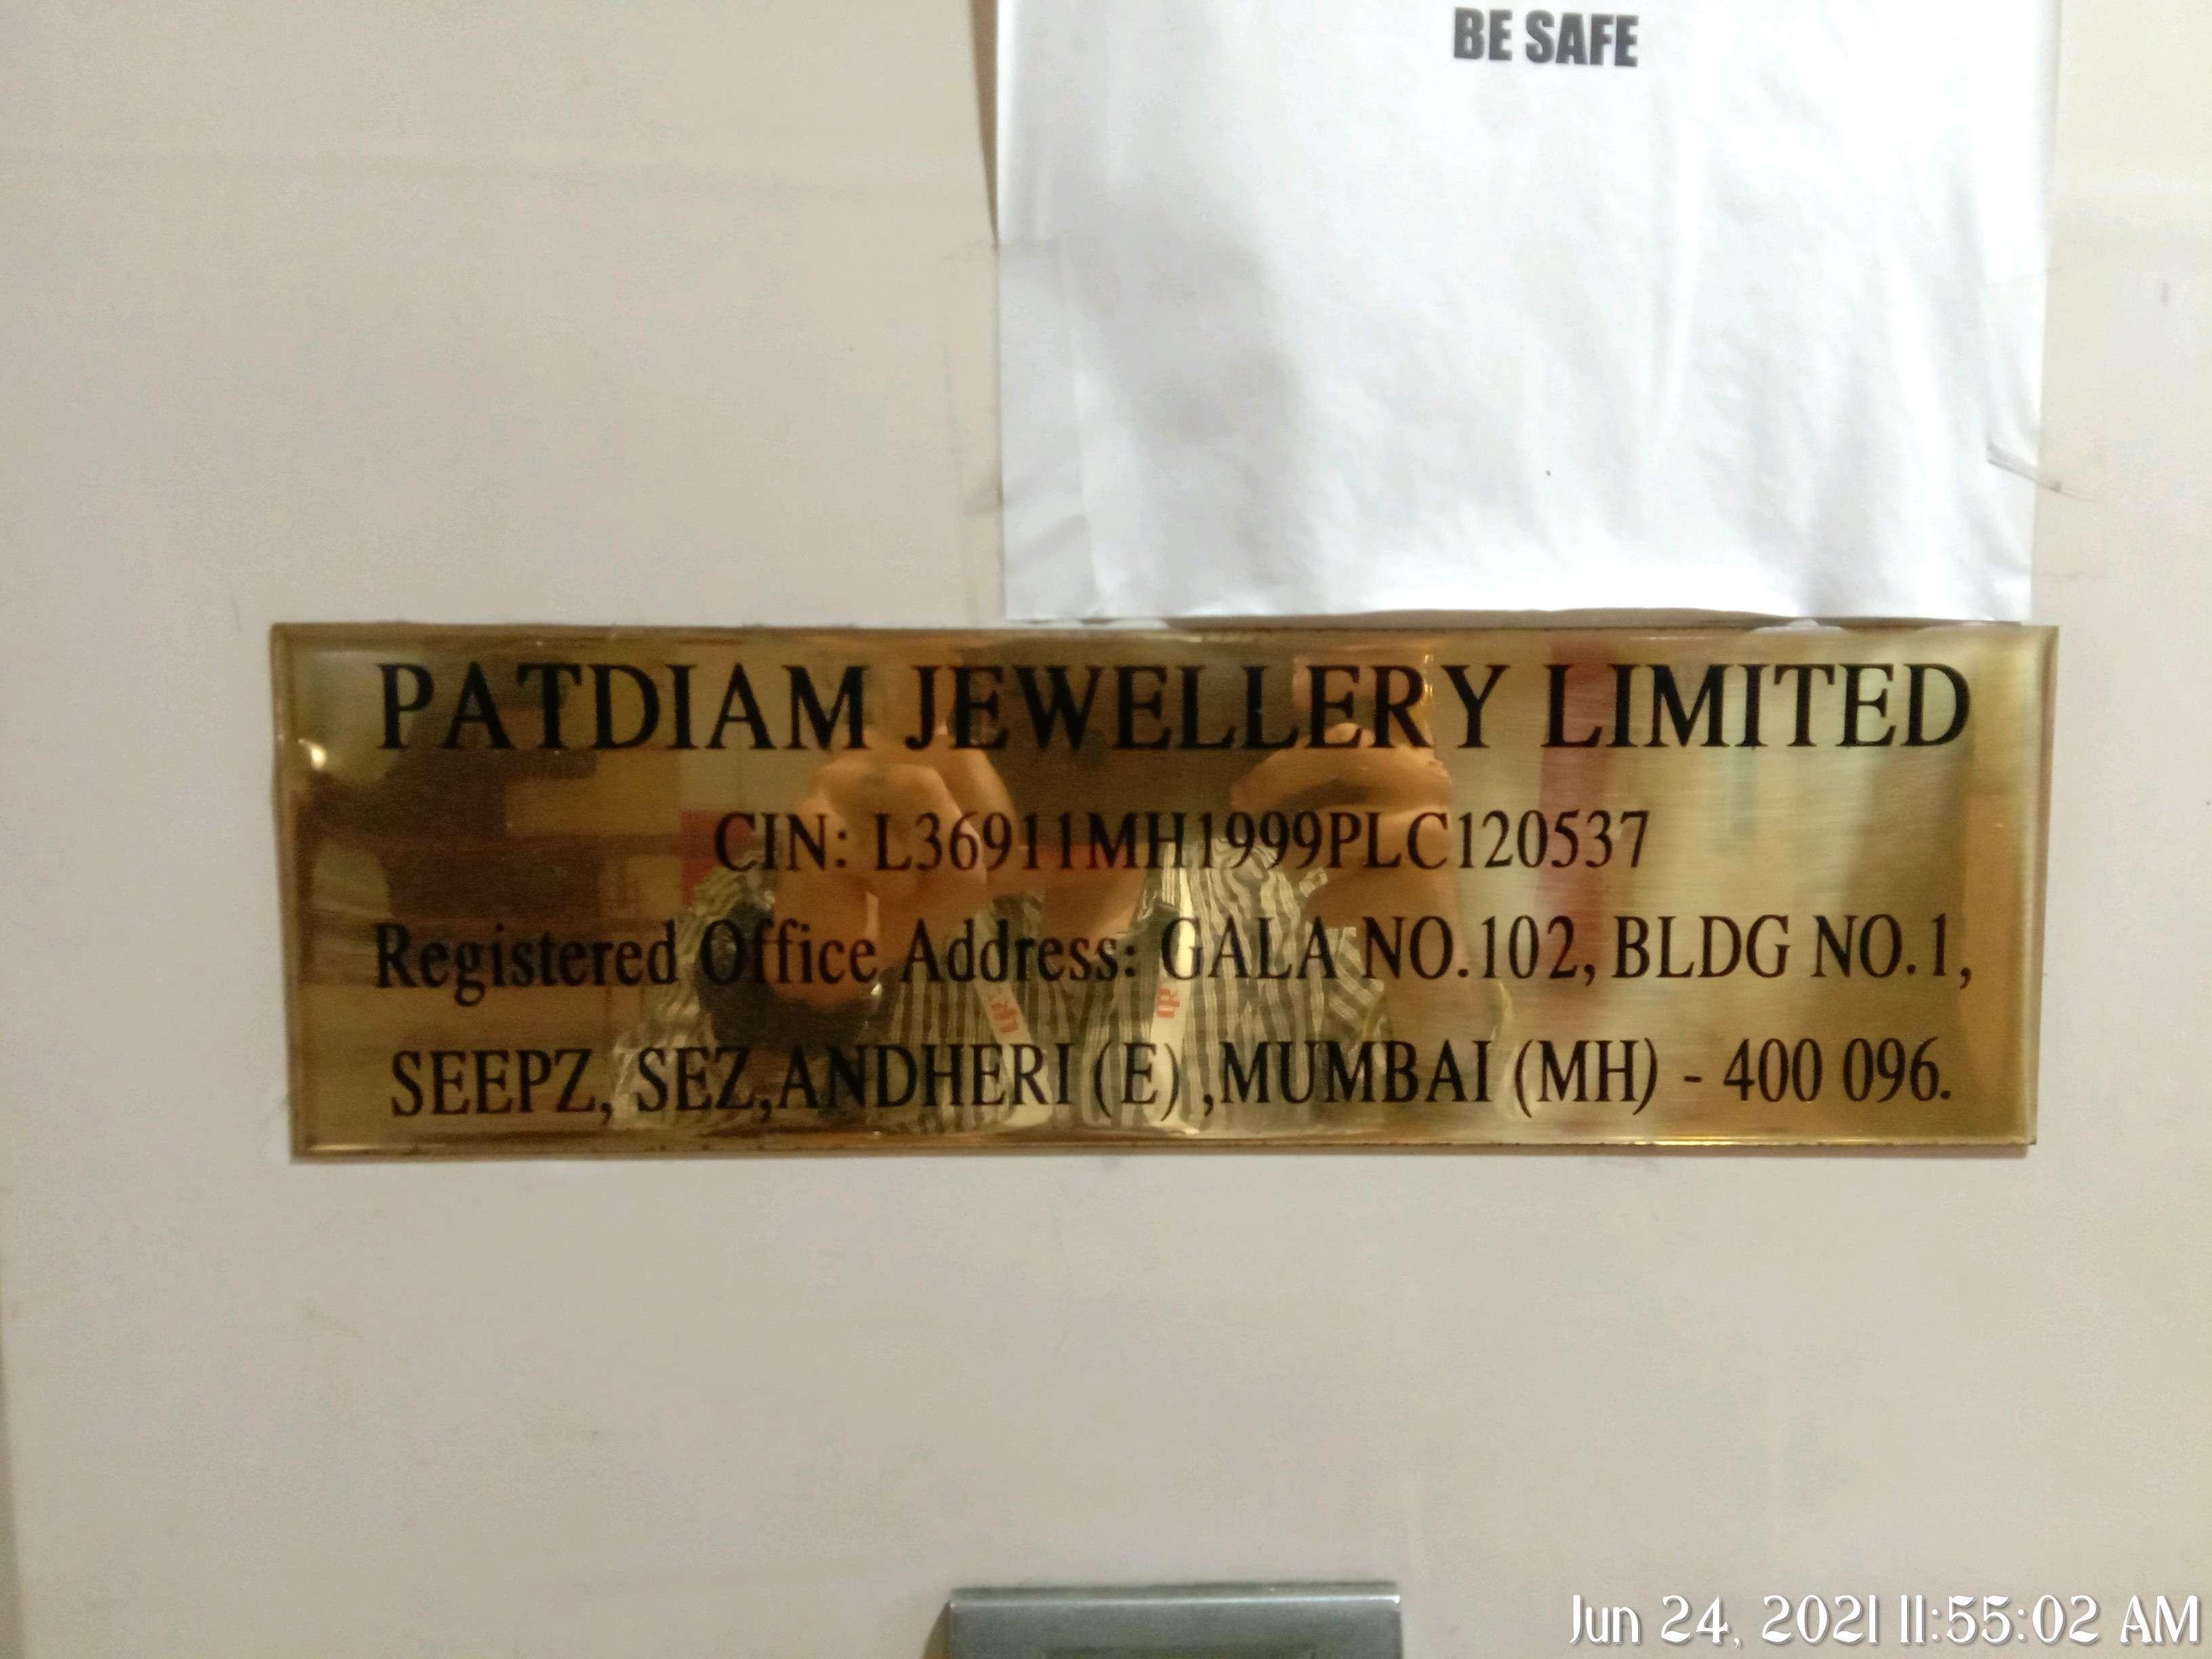 BE SAFE
PATDIAM JEWELLERY LIMITED
CIN: L36911MH1999PLC120537
Registered Office Address: GALA NO.102, BLDG NO.1,
SEEPZ, SEZ,ANDHERI (E) ,MUMBAI (MH) - 400 096.
Jun 24, 2021 11:55:02 AM